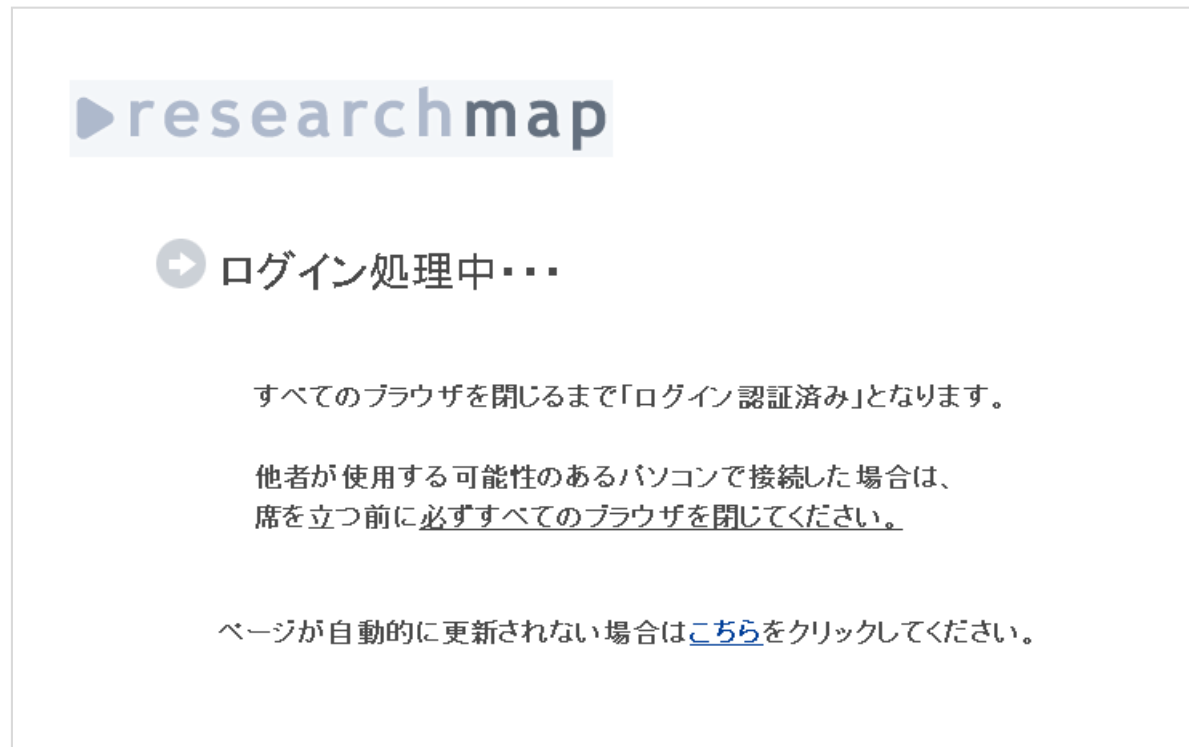 researchmap
ログイン処理中・・・
すべてのブラウザを閉じるまで「ログイン認証済み」となります。
他者が使用する可能性のあるパソコンで接続した場合は、
席を立つ前に必ずすべてのブラウザを閉じてください。
ページが自動的に更新されない場合はこちらをクリックしてください。